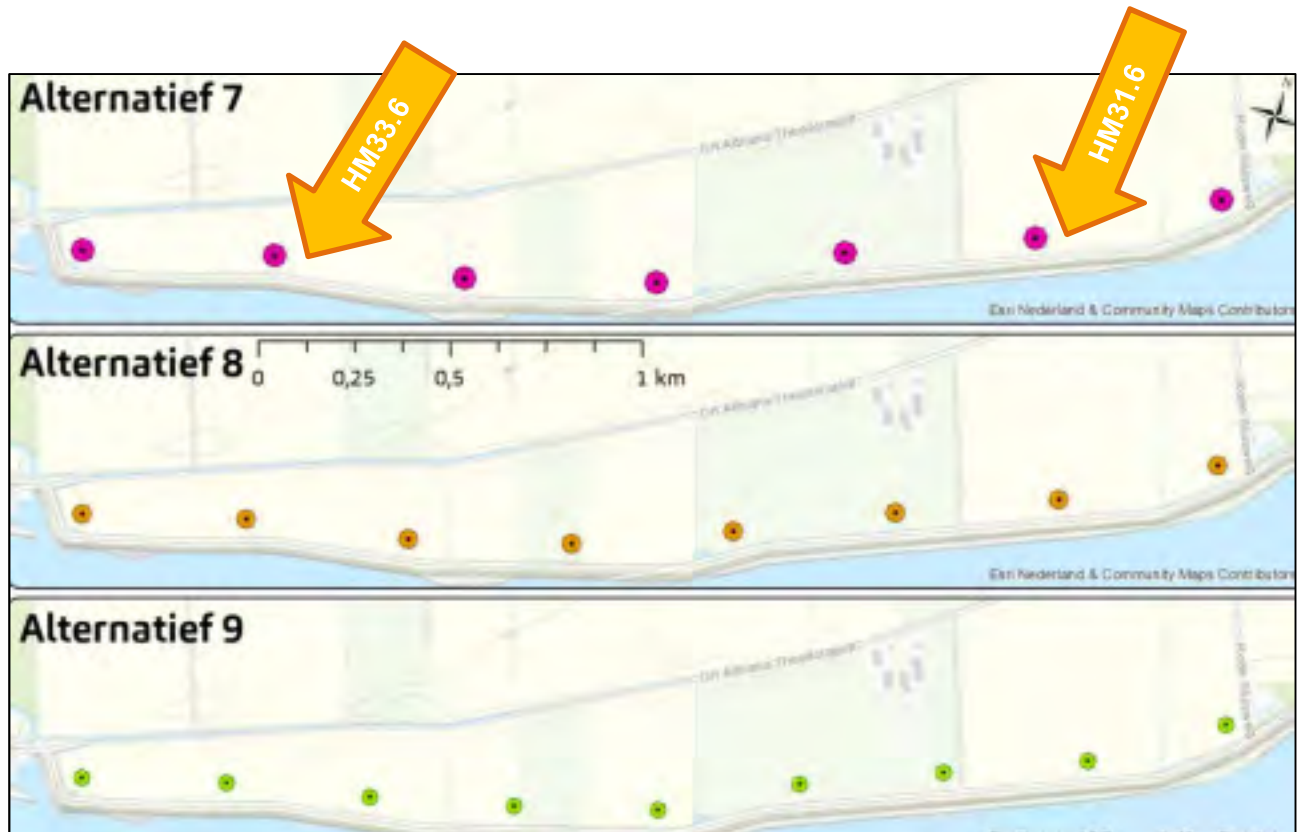 HM33.6
HM31.6
Alternatief 7
Esri Nederland & Community Maps Contributors
Alternatief 8
0 0,25 0,5 1 km
Esri Nederland & Community Maps Contributors
Alternatief 9